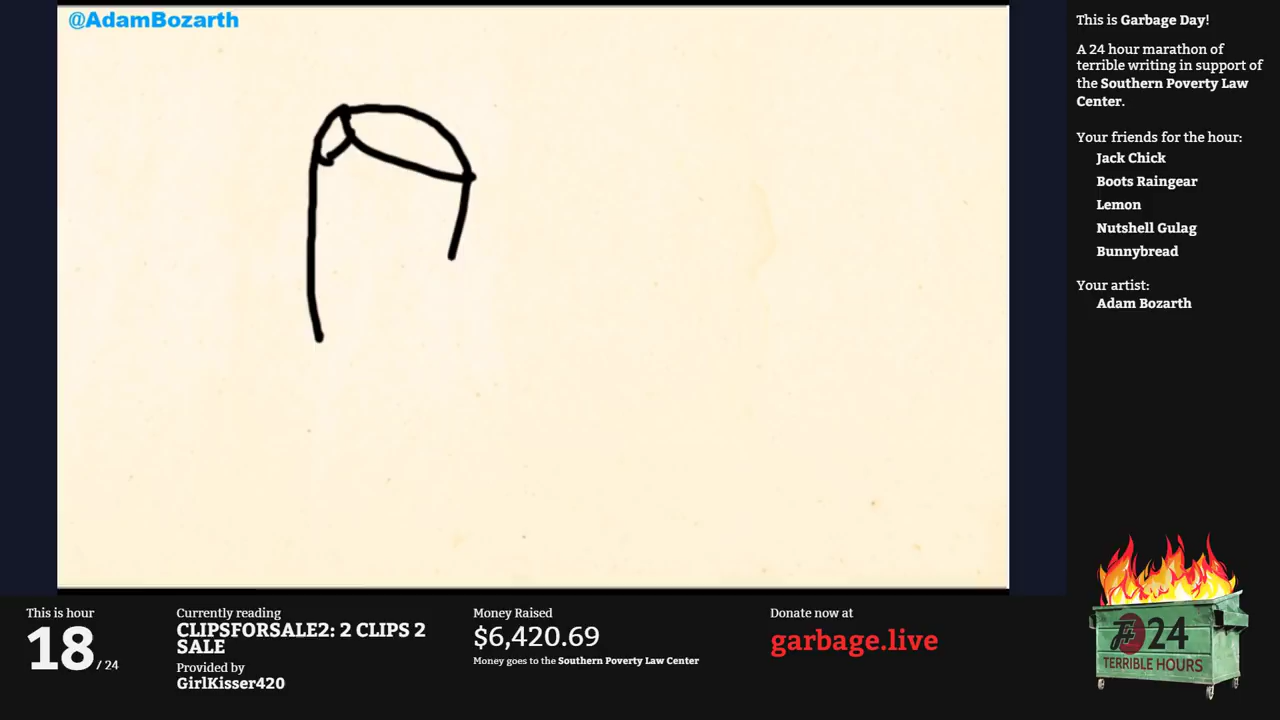 @AdamBozarth
This is Garbage Day!
A 24 hour marathon of
terrible writing in support of
the Southern Poverty Law
Center.
Your friends for the hour:
Jack Chick
Boots Raingear
Lemon
Nutshell Gulag
Bunnybread
Your artist:
Adam Bozarth
This is hour
18 / 24
Currently reading
CLIPSFORSALE2: 2 CLIPS 2
SALE
Provided by
GirlKisser420
Money Raised
$6,420.69
Money goes to the Southern Poverty Law Center
Donate now at
garbage.live
24
TERRIBLE HOURS